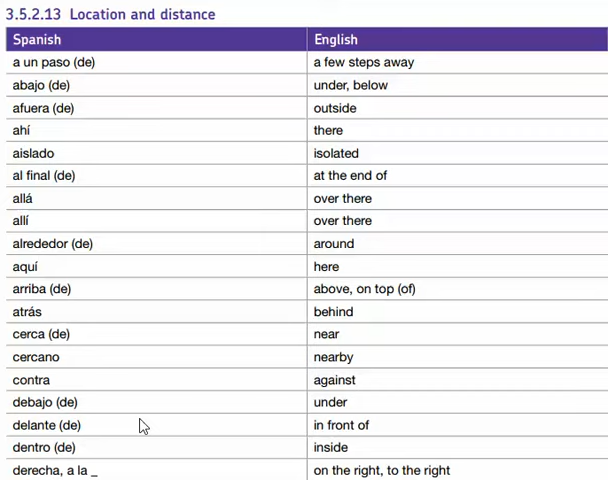 3.5.2.13 Location and distance
Spanish English
a un paso (de) a few steps away
abajo (de) under, below
afuera (de) outside
ahí there
aislado isolated
al final (de) at the end of
allá over there
allí over there
alrededor (de) around
aquí here
arriba (de) above, on top (of)
atrás behind
cerca (de) near
cercano nearby
contra against
debajo (de) under
delante (de) in front of
dentro (de) inside
derecha, a la _ on the right, to the right